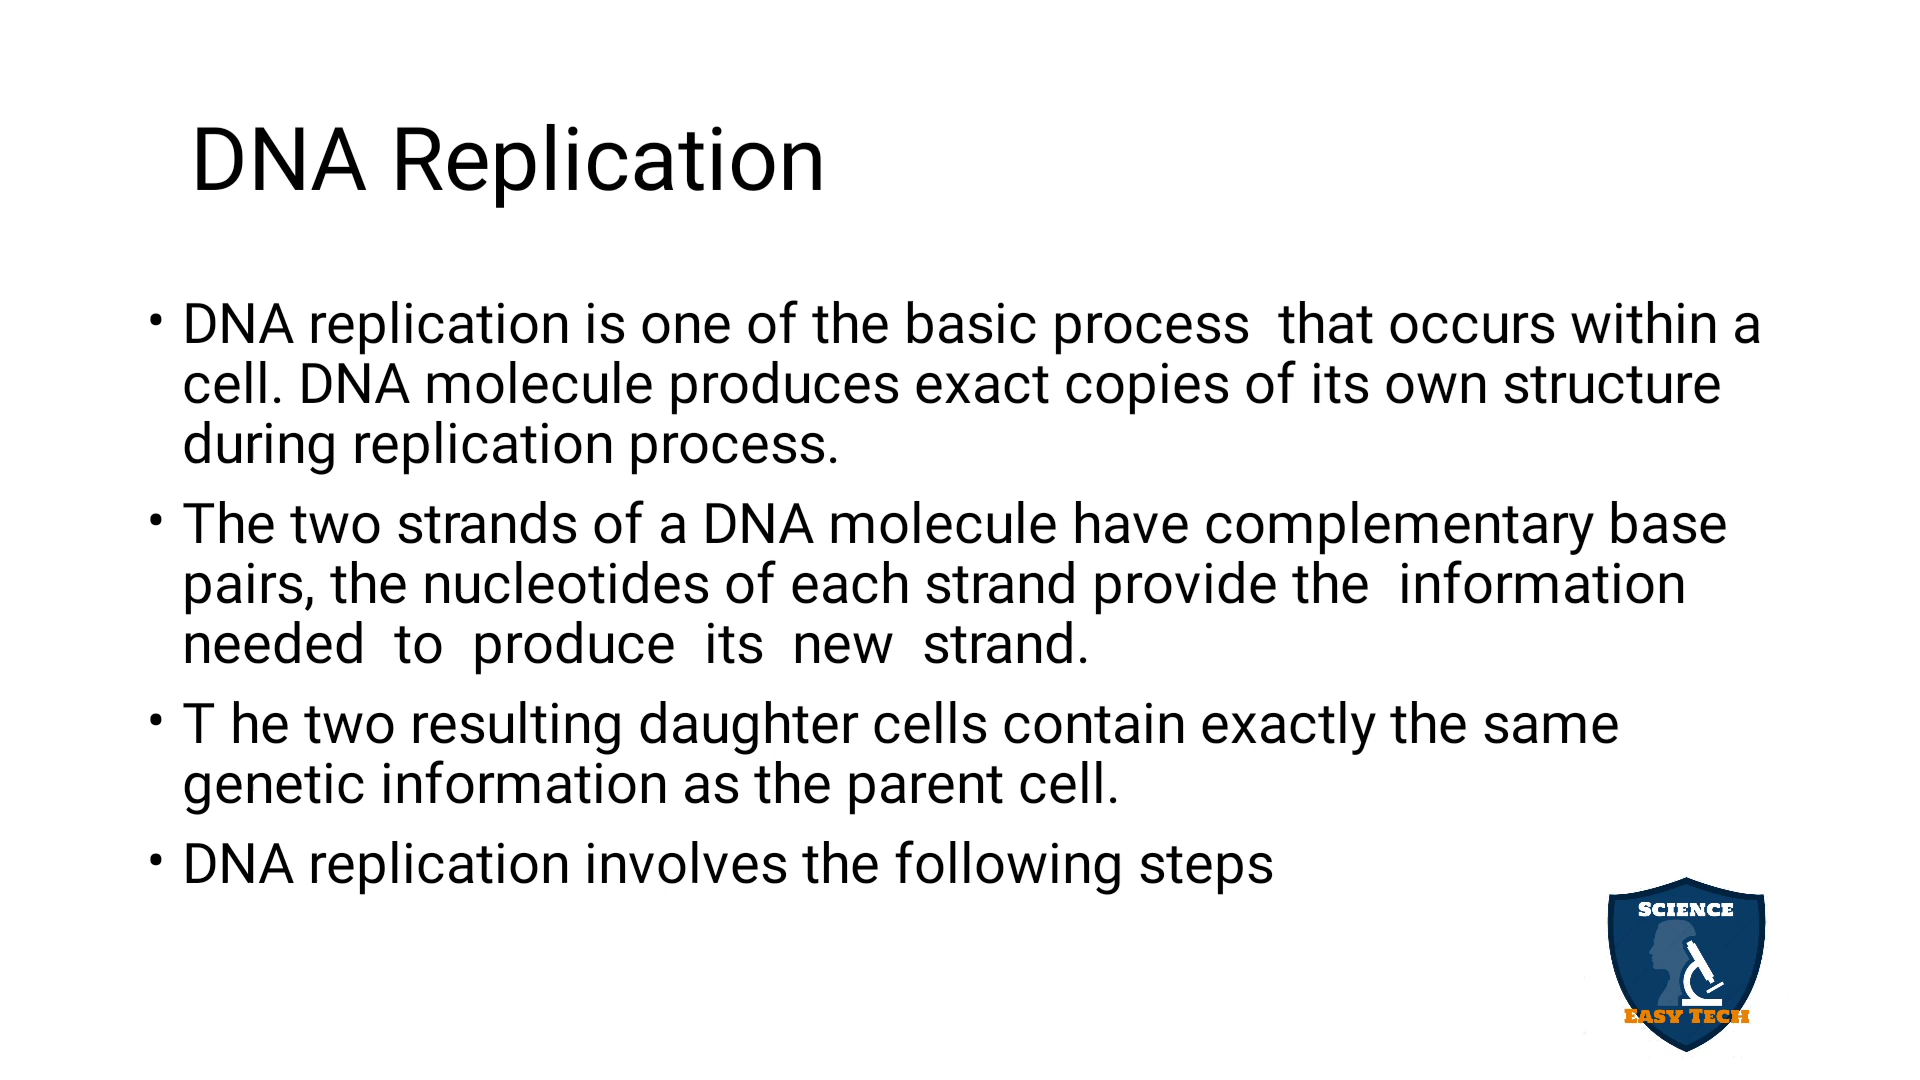 DNA Replication
• DNA replication is one of the basic process  that occurs within a
cell. DNA molecule produces exact copies of its own structure
during replication process.
• The two strands of a DNA molecule have complementary base
pairs, the nucleotides of each strand provide the  information
needed  to  produce  its  new  strand.
• T he two resulting daughter cells contain exactly the same
genetic information as the parent cell.
• DNA replication involves the following steps
SCIENCE
EASY TECH